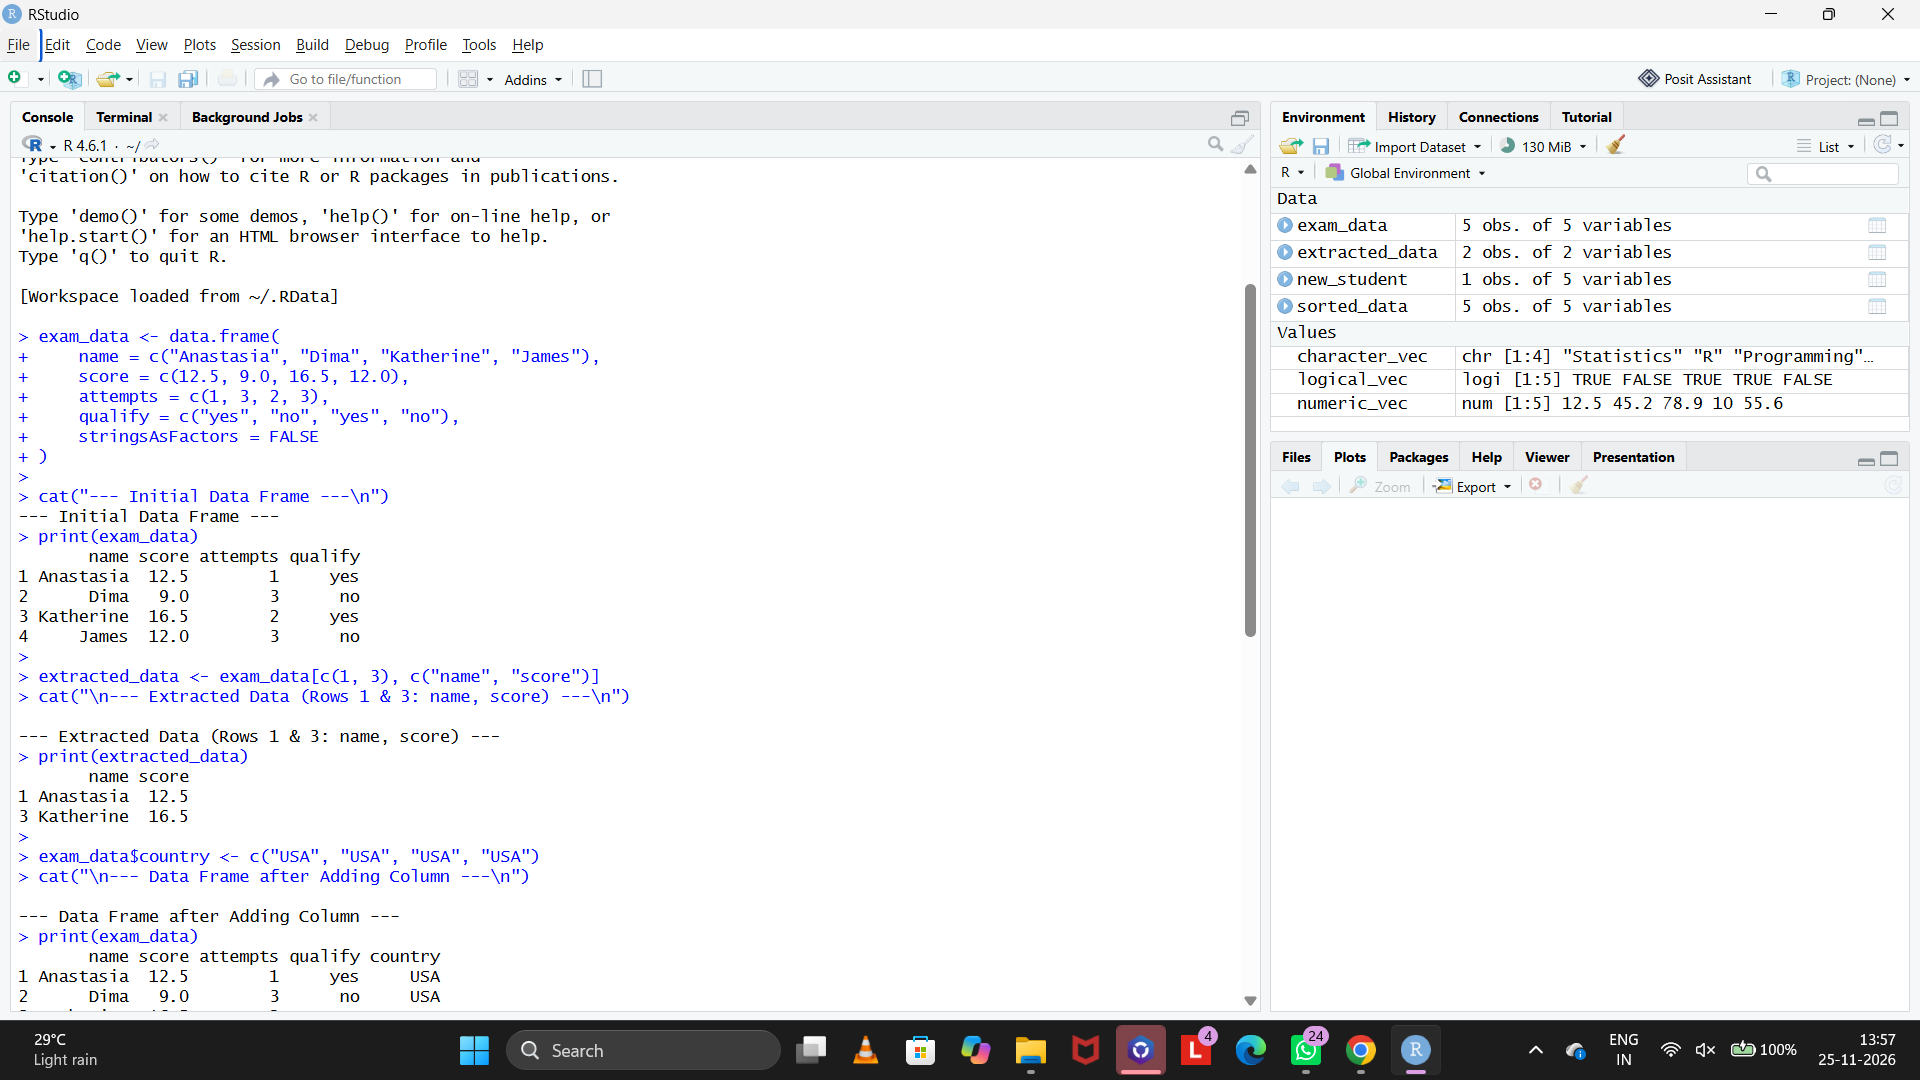 RStudio
File Edit Code View Plots Session Build Debug Profile Tools Help
Go to file/function Addins Posit Assistant Project: (None)
Console Terminal Background Jobs
R 4.6.1 · ~/
Type 'contributors()' for more information and
'citation()' on how to cite R or R packages in publications.
Type 'demo()' for some demos, 'help()' for on-line help, or
'help.start()' for an HTML browser interface to help.
Type 'q()' to quit R.
[Workspace loaded from ~/.RData]
> exam_data <- data.frame(
+     name = c("Anastasia", "Dima", "Katherine", "James"),
+     score = c(12.5, 9.0, 16.5, 12.0),
+     attempts = c(1, 3, 2, 3),
+     qualify = c("yes", "no", "yes", "no"),
+     stringsAsFactors = FALSE
+ )
>
> cat("--- Initial Data Frame ---\n")
--- Initial Data Frame ---
> print(exam_data)
       name score attempts qualify
1 Anastasia  12.5        1     yes
2      Dima   9.0        3      no
3 Katherine  16.5        2     yes
4     James  12.0        3      no
>
> extracted_data <- exam_data[c(1, 3), c("name", "score")]
> cat("\n--- Extracted Data (Rows 1 & 3: name, score) ---\n")
--- Extracted Data (Rows 1 & 3: name, score) ---
> print(extracted_data)
       name score
1 Anastasia  12.5
3 Katherine  16.5
>
> exam_data$country <- c("USA", "USA", "USA", "USA")
> cat("\n--- Data Frame after Adding Column ---\n")
--- Data Frame after Adding Column ---
> print(exam_data)
       name score attempts qualify country
1 Anastasia  12.5        1     yes     USA
2      Dima   9.0        3      no     USA
Environment History Connections Tutorial
Import Dataset 130 MiB List
R Global Environment
Data
exam_data 5 obs. of 5 variables
extracted_data 2 obs. of 2 variables
new_student 1 obs. of 5 variables
sorted_data 5 obs. of 5 variables
Values
character_vec chr [1:4] "Statistics" "R" "Programming"…
logical_vec logi [1:5] TRUE FALSE TRUE TRUE FALSE
numeric_vec num [1:5] 12.5 45.2 78.9 10 55.6
Files Plots Packages Help Viewer Presentation
Zoom Export
29°C
Light rain
Search
4
24
ENG
IN
100%
13:57
25-11-2026